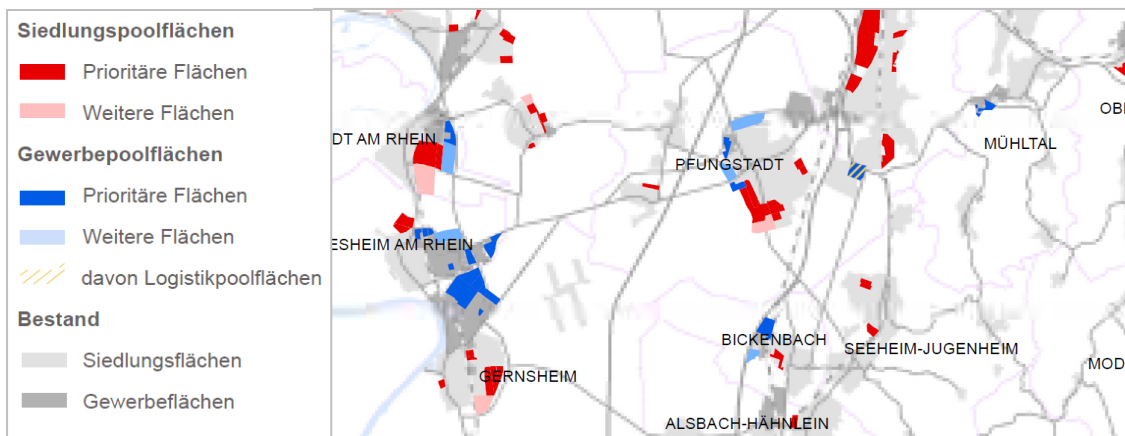 Siedlungspoolflächen
Prioritäre Flächen
Weitere Flächen
Gewerbepoolflächen
Prioritäre Flächen
Weitere Flächen
davon Logistikpoolflächen
Bestand
Siedlungsflächen
Gewerbeflächen
OBE
DT AM RHEIN
MÜHLTAL
PFUNGSTADT
ESHEIM AM RHEIN
BICKENBACH
SEEHEIM-JUGENHEIM
MOD
GERNSHEIM
ALSBACH-HÄHNLEIN